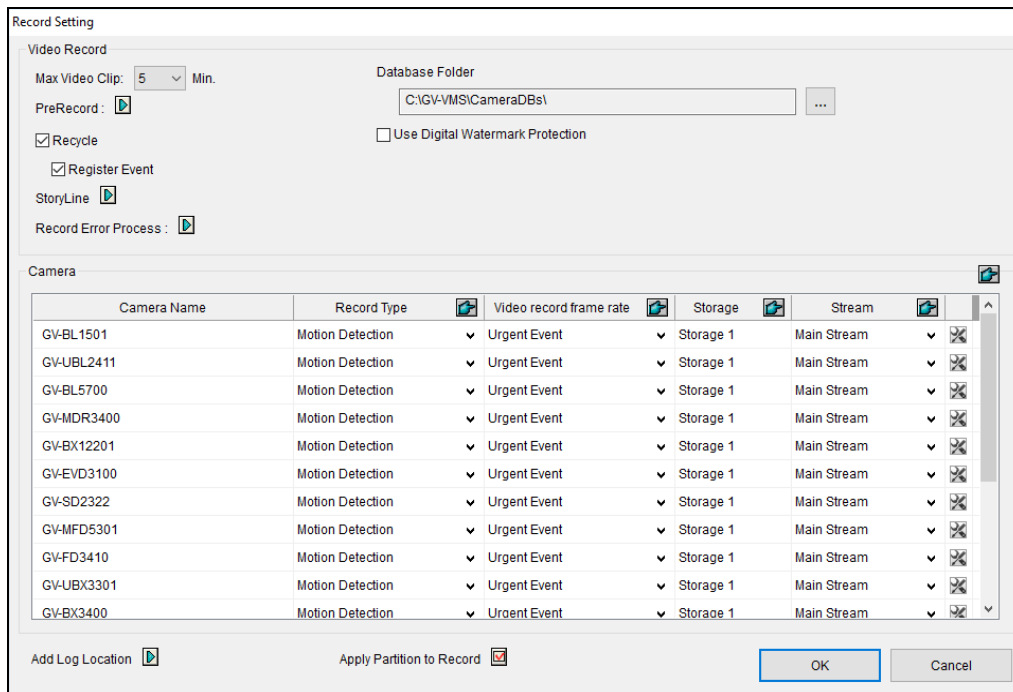 Record Setting
Video Record
Max Video Clip: 5 Min.
Database Folder
PreRecord :
C:\GV-VMS\CameraDBs\ ...
Recycle
Use Digital Watermark Protection
Register Event
StoryLine
Record Error Process :
Camera
Camera Name Record Type Video record frame rate Storage Stream
GV-BL1501 Motion Detection Urgent Event Storage 1 Main Stream
GV-UBL2411 Motion Detection Urgent Event Storage 1 Main Stream
GV-BL5700 Motion Detection Urgent Event Storage 1 Main Stream
GV-MDR3400 Motion Detection Urgent Event Storage 1 Main Stream
GV-BX12201 Motion Detection Urgent Event Storage 1 Main Stream
GV-EVD3100 Motion Detection Urgent Event Storage 1 Main Stream
GV-SD2322 Motion Detection Urgent Event Storage 1 Main Stream
GV-MFD5301 Motion Detection Urgent Event Storage 1 Main Stream
GV-FD3410 Motion Detection Urgent Event Storage 1 Main Stream
GV-UBX3301 Motion Detection Urgent Event Storage 1 Main Stream
GV-BX3400 Motion Detection Urgent Event Storage 1 Main Stream
Add Log Location Apply Partition to Record OK Cancel